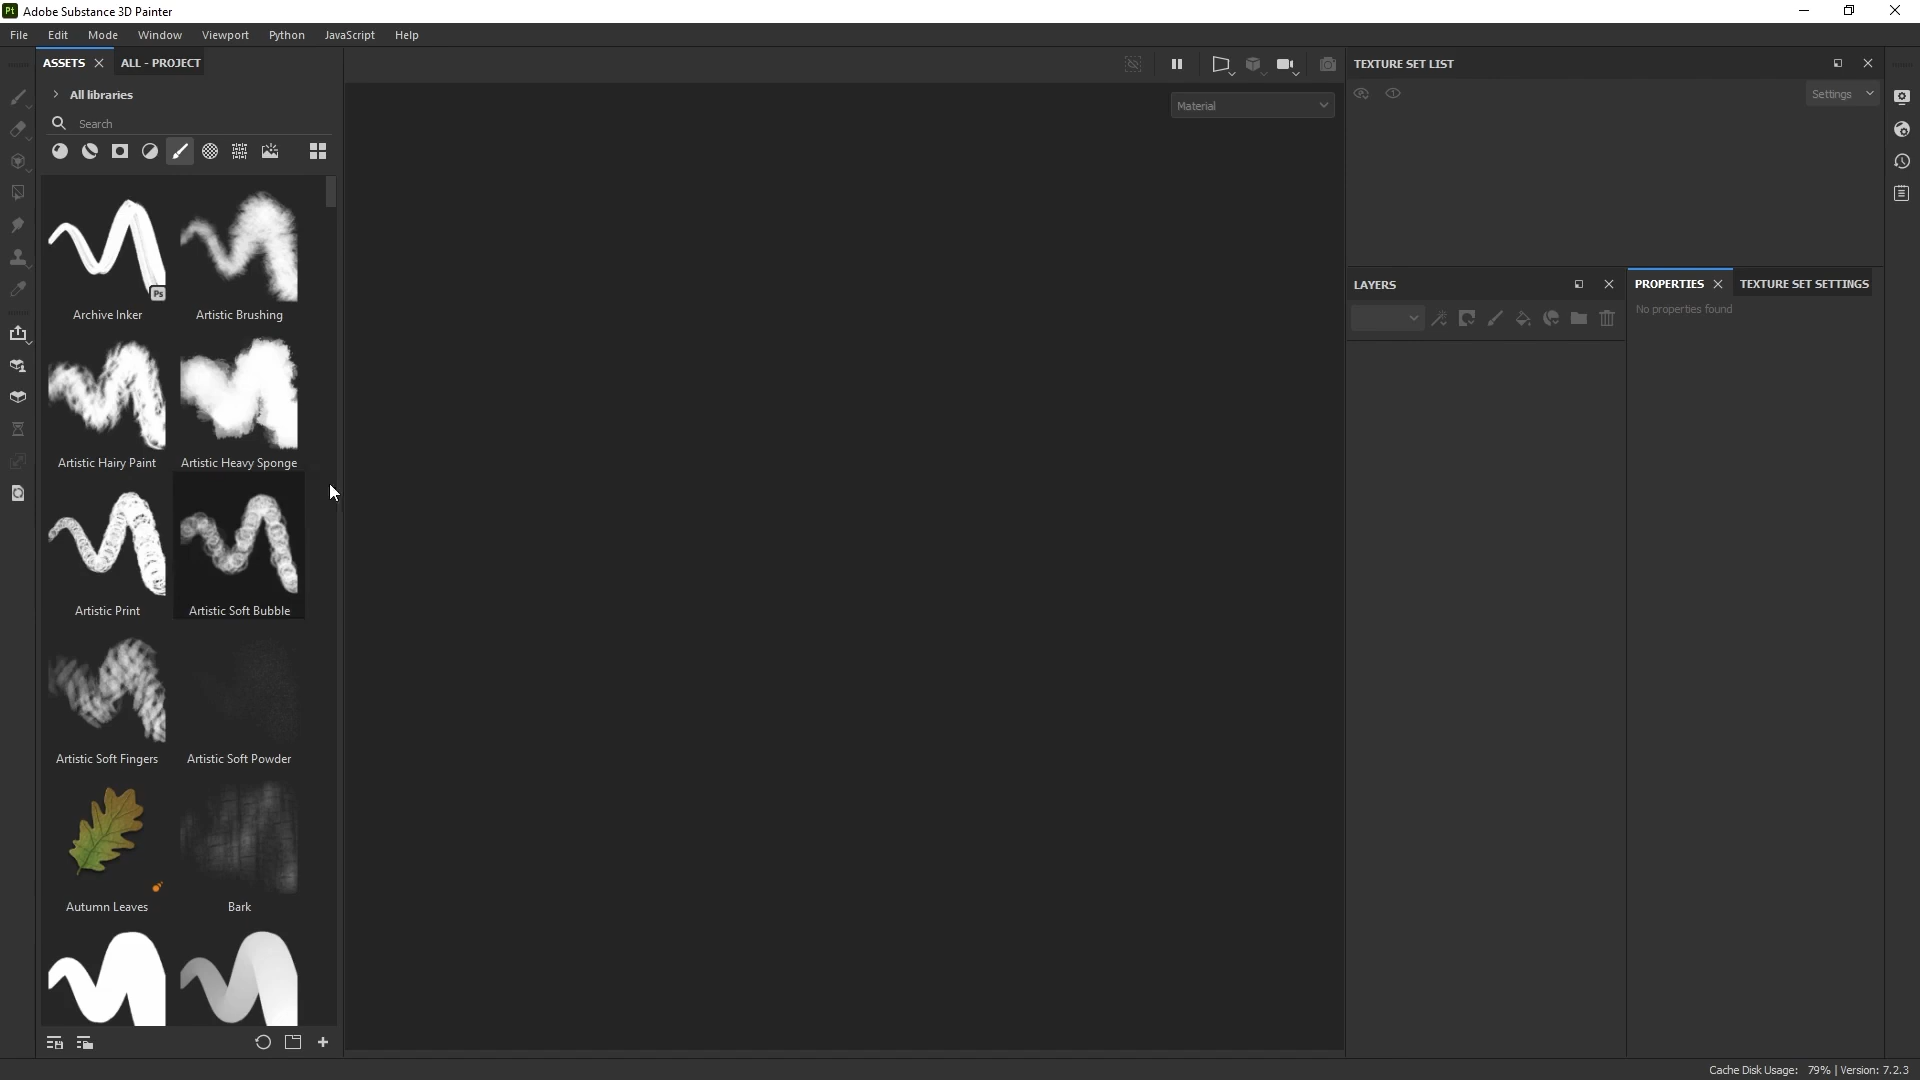 Pt Adobe Substance 3D Painter
File Edit Mode Window Viewport Python JavaScript Help
ASSETS ALL - PROJECT
All libraries
Search
Material
TEXTURE SET LIST
Settings
Ps
Archive Inker Artistic Brushing
Artistic Hairy Paint Artistic Heavy Sponge
Artistic Print Artistic Soft Bubble
Artistic Soft Fingers Artistic Soft Powder
Autumn Leaves Bark
LAYERS
PROPERTIES TEXTURE SET SETTINGS
No properties found
Cache Disk Usage: 79% | Version: 7.2.3